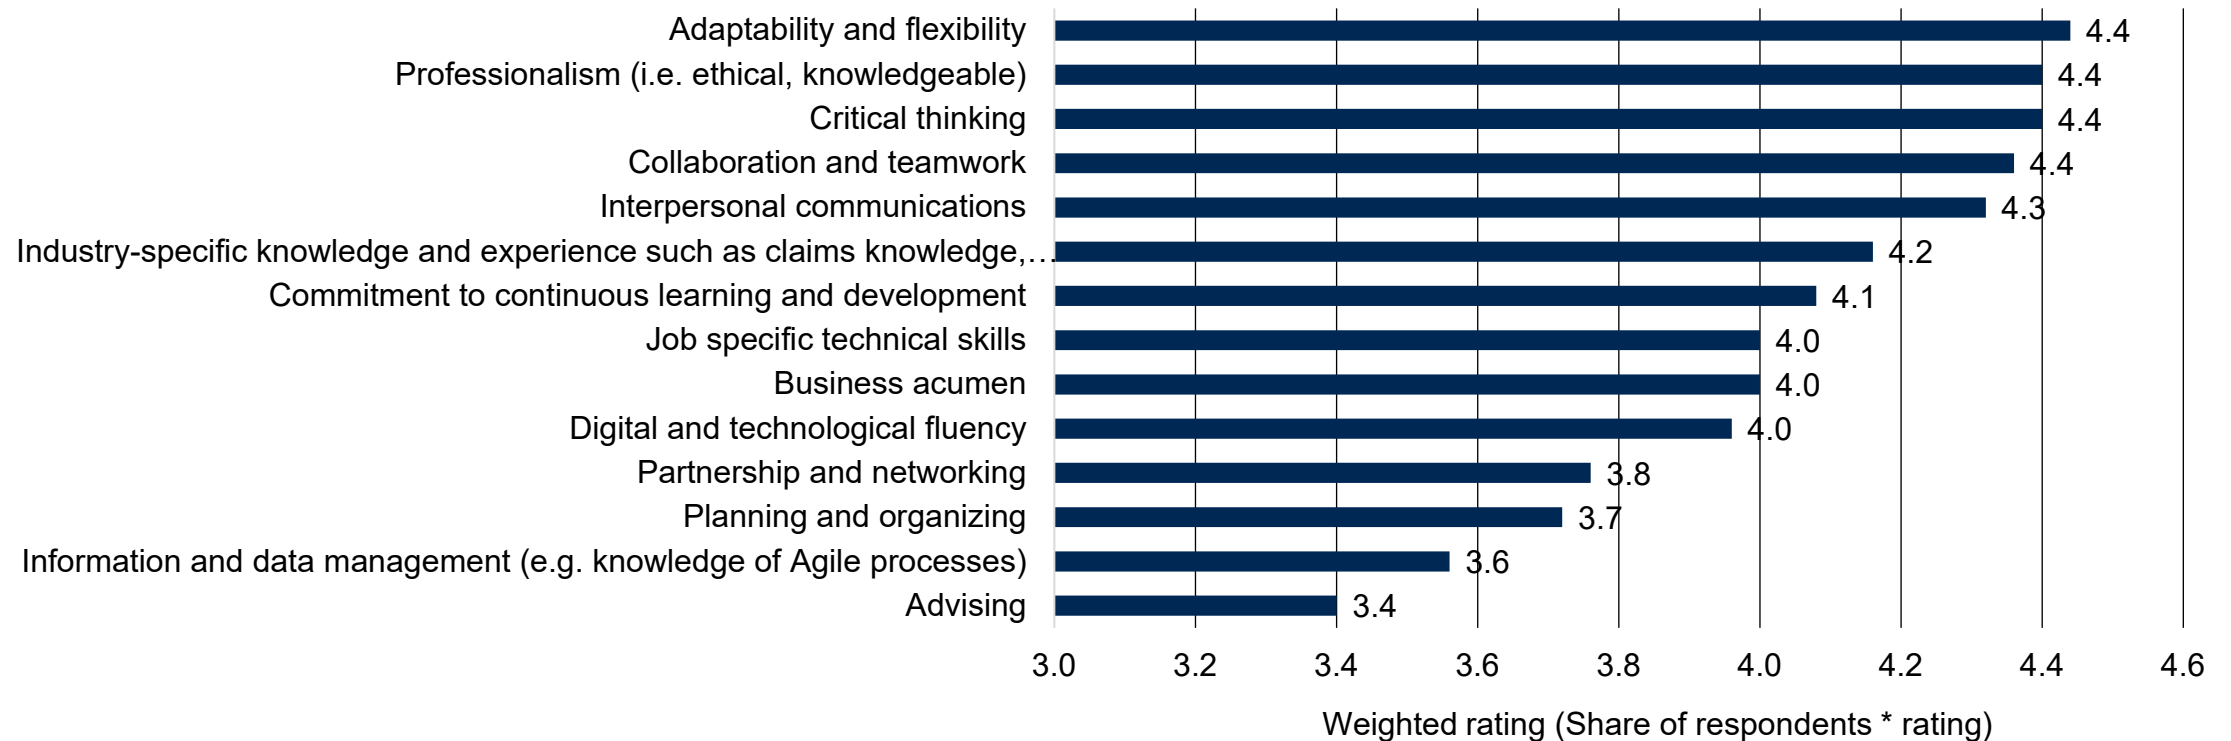 Adaptability and flexibility 4.4
Professionalism (i.e. ethical, knowledgeable) 4.4
Critical thinking 4.4
Collaboration and teamwork 4.4
Interpersonal communications 4.3
Industry-specific knowledge and experience such as claims knowledge,… 4.2
Commitment to continuous learning and development 4.1
Job specific technical skills 4.0
Business acumen 4.0
Digital and technological fluency 4.0
Partnership and networking 3.8
Planning and organizing 3.7
Information and data management (e.g. knowledge of Agile processes) 3.6
Advising 3.4
3.0 3.2 3.4 3.6 3.8 4.0 4.2 4.4 4.6
Weighted rating (Share of respondents * rating)